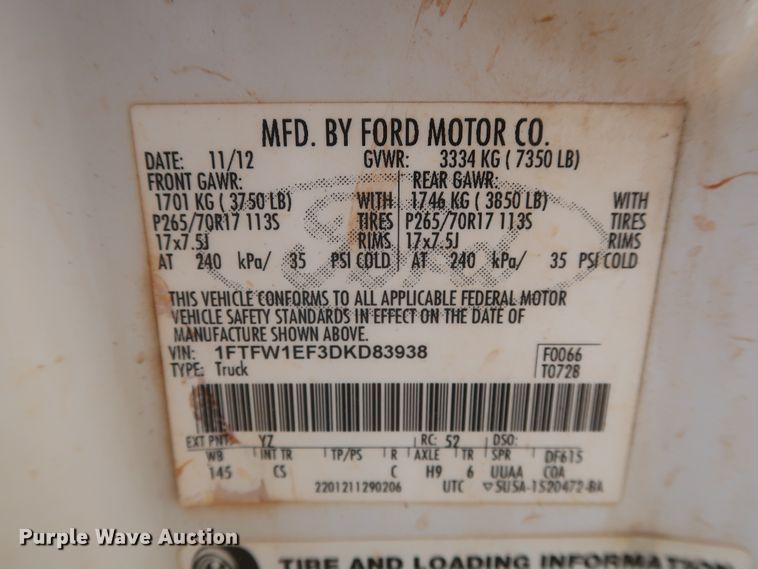 MFD. BY FORD MOTOR CO.
DATE: 11/12 GVWR: 3334 KG ( 7350 LB)
FRONT GAWR: REAR GAWR:
1701 KG ( 3750 LB) WITH 1746 KG ( 3850 LB) WITH
P265/70R17 113S TIRES P265/70R17 113S TIRES
17x7.5J RIMS 17x7.5J RIMS
AT 240 kPa/ 35 PSI COLD AT 240 kPa/ 35 PSI COLD
Ford
THIS VEHICLE CONFORMS TO ALL APPLICABLE FEDERAL MOTOR
VEHICLE SAFETY STANDARDS IN EFFECT ON THE DATE OF
MANUFACTURE SHOWN ABOVE.
VIN: 1FTFW1EF3DKD83938 F0066
TYPE: Truck T0728
EXT PNT: YZ RC: 52 DSO:
WB INT TR TP/PS R AXLE TR SPR DF615
145 CS C H9 6 UUAA COA
2201211290206 UTC ▽SU5A-1520472-BA
Purple Wave Auction
TIRE AND LOADING INFORMATION